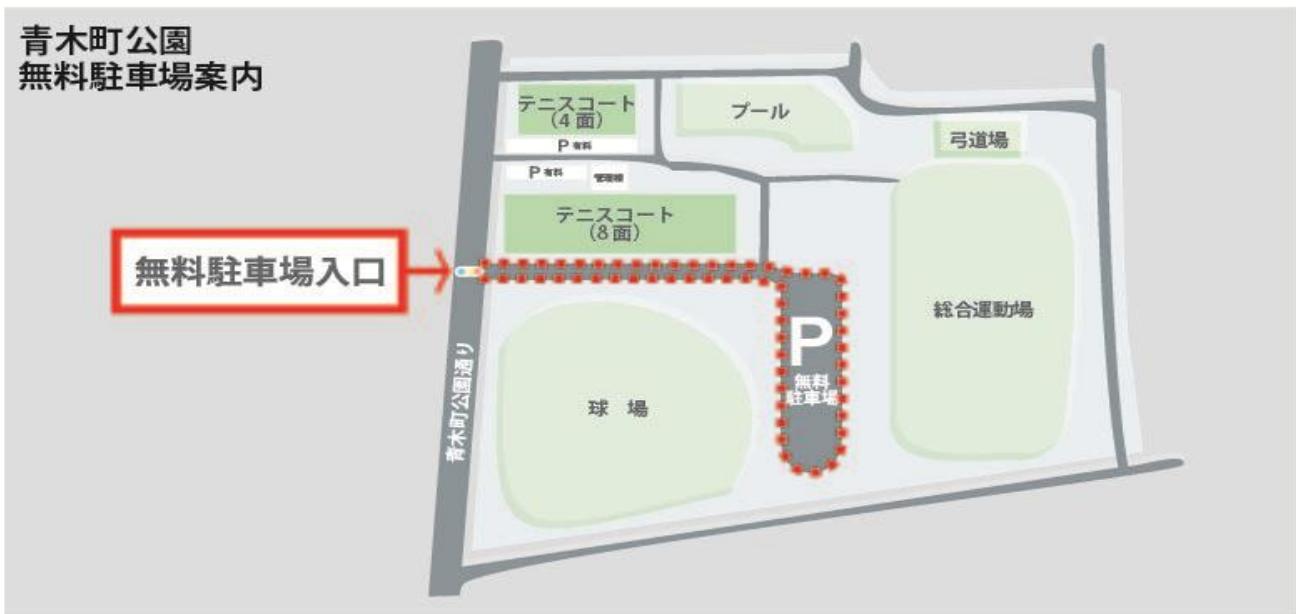 青木町公園
無料駐車場案内
テニスコート
(4面)
P 有料
プール
弓道場
P 有料
管理棟
テニスコート
(8面)
無料駐車場入口
総合運動場
P
無料
駐車場
球 場
青木町公園通り